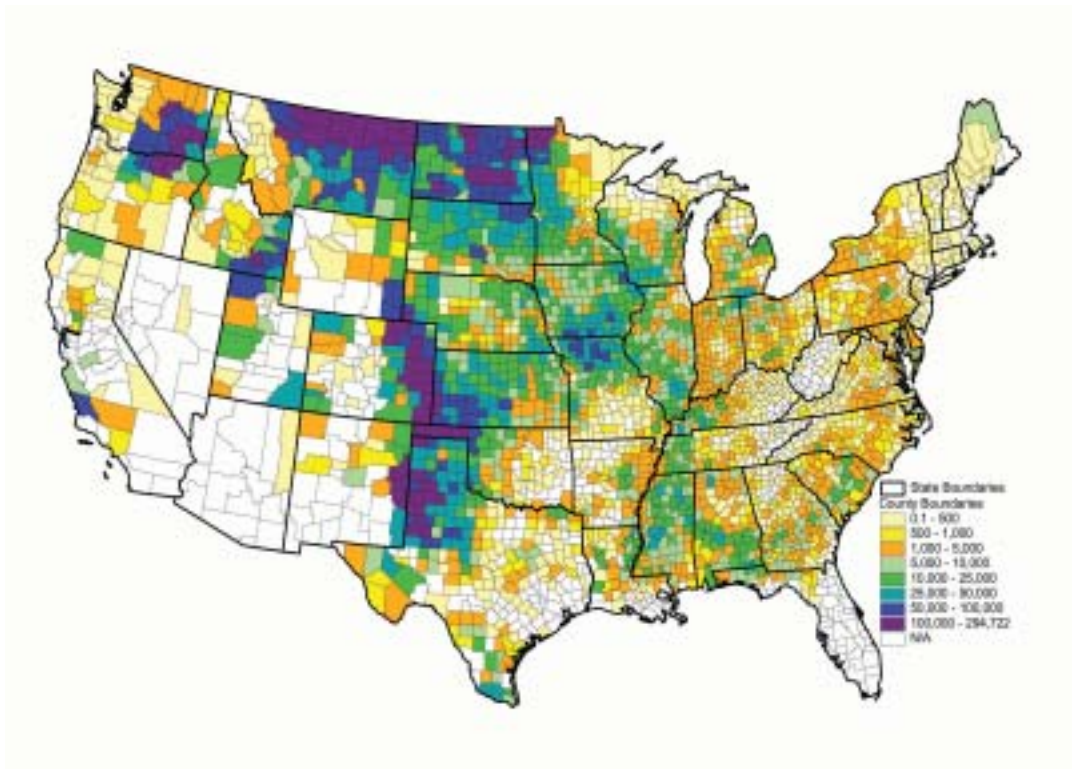 State Boundaries
County Boundaries
0.1 - 500
500 - 1,000
1,000 - 5,000
5,000 - 10,000
10,000 - 25,000
25,000 - 50,000
50,000 - 100,000
100,000 - 284,722
N/A